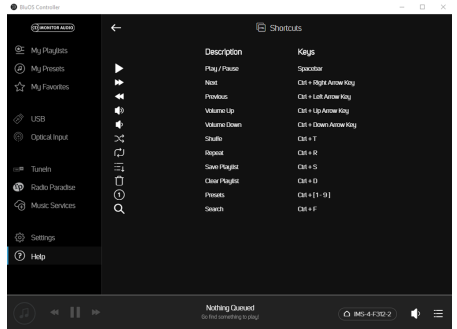 BluOS Controller
MONITOR AUDIO
Shortcuts
My Playlists
My Presets
My Favorites
USB
Optical Input
TuneIn
Radio Paradise
Music Services
Settings
Help
Description Keys
Play / Pause Spacebar
Next Ctrl + Right Arrow Key
Previous Ctrl + Left Arrow Key
Volume Up Ctrl + Up Arrow Key
Volume Down Ctrl + Down Arrow Key
Shuffle Ctrl + T
Repeat Ctrl + R
Save Playlist Ctrl + S
Clear Playlist Ctrl + D
1 Presets Ctrl + [1 - 9]
Search Ctrl + F
Nothing Queued
Go find something to play!
IMS-4-F312-2